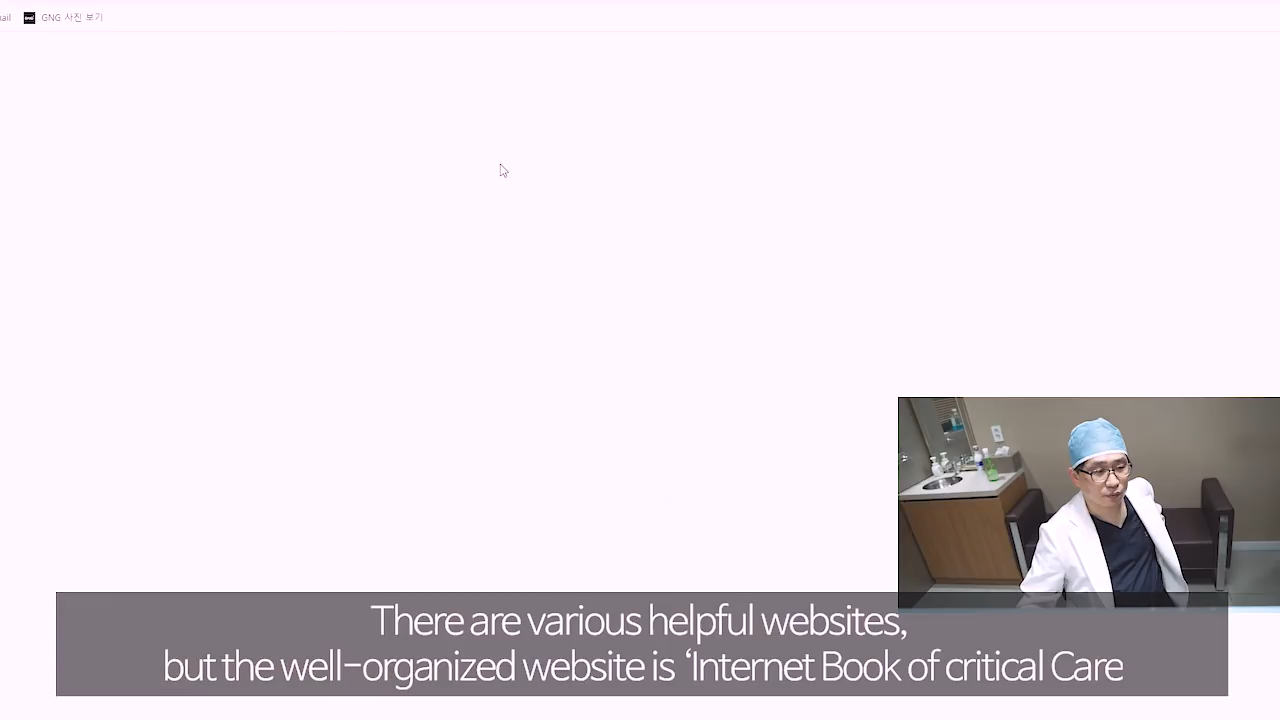 ail GNG 사진 보기
There are various helpful websites,
but the well-organized website is ‘Internet Book of critical Care